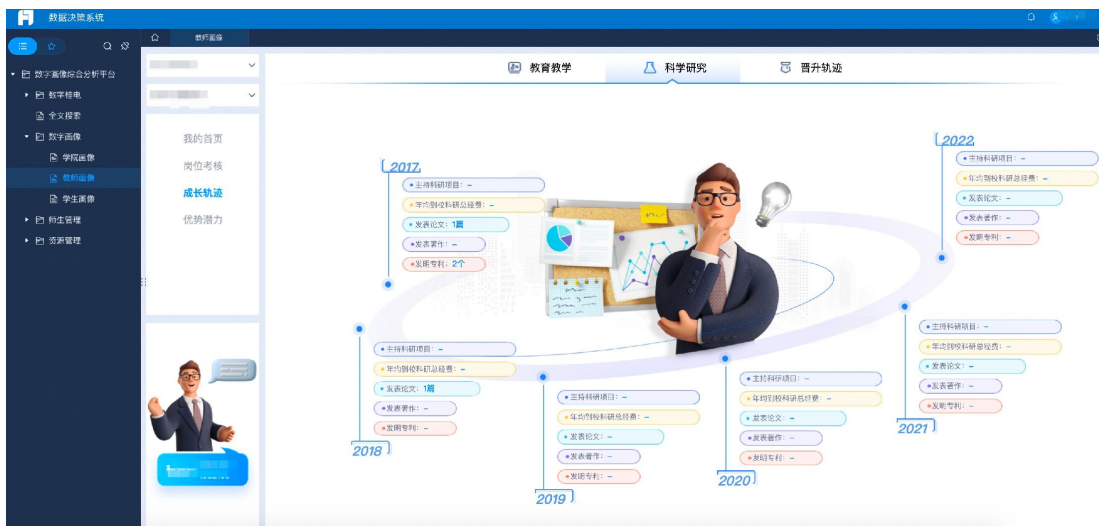 数据决策系统
教师画像
数字画像综合分析平台
数字桂电
全文搜索
数字画像
学院画像
教师画像
学生画像
师生管理
资源管理
我的首页
岗位考核
成长轨迹
优势潜力
教育教学
科学研究
晋升轨迹
2017
主持科研项目: -
年均到校科研总经费: -
发表论文: 1篇
发表著作: -
发明专利: 2个
2018
主持科研项目: -
年均到校科研总经费: -
发表论文: 1篇
发表著作: -
发明专利: -
2019
主持科研项目: -
年均到校科研总经费: -
发表论文: -
发表著作: -
发明专利: -
2020
主持科研项目: -
年均到校科研总经费: -
发表论文: -
发表著作: -
发明专利: -
2021
主持科研项目: -
年均到校科研总经费: -
发表论文: -
发表著作: -
发明专利: -
2022
主持科研项目: -
年均到校科研总经费: -
发表论文: -
发表著作: -
发明专利: -